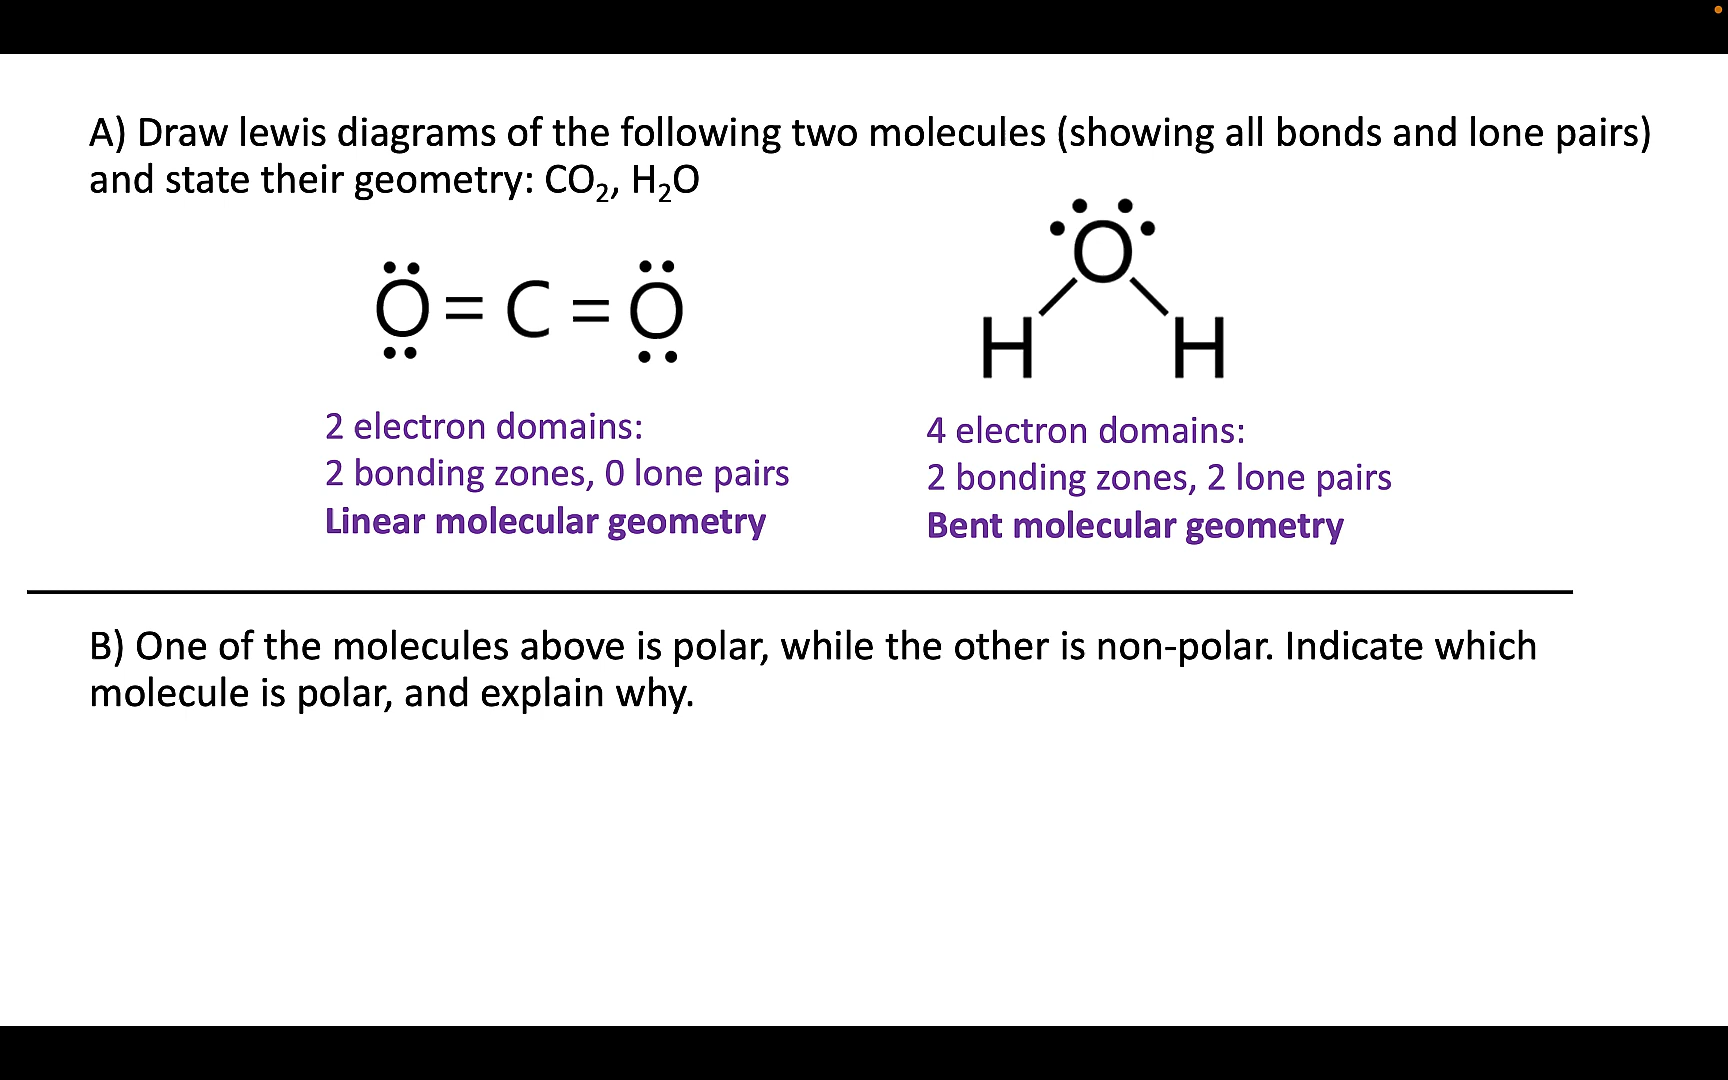 A) Draw lewis diagrams of the following two molecules (showing all bonds and lone pairs)
and state their geometry: CO₂, H₂O
O = C = O
O
H H
2 electron domains:
2 bonding zones, 0 lone pairs
Linear molecular geometry
4 electron domains:
2 bonding zones, 2 lone pairs
Bent molecular geometry
B) One of the molecules above is polar, while the other is non-polar. Indicate which
molecule is polar, and explain why.